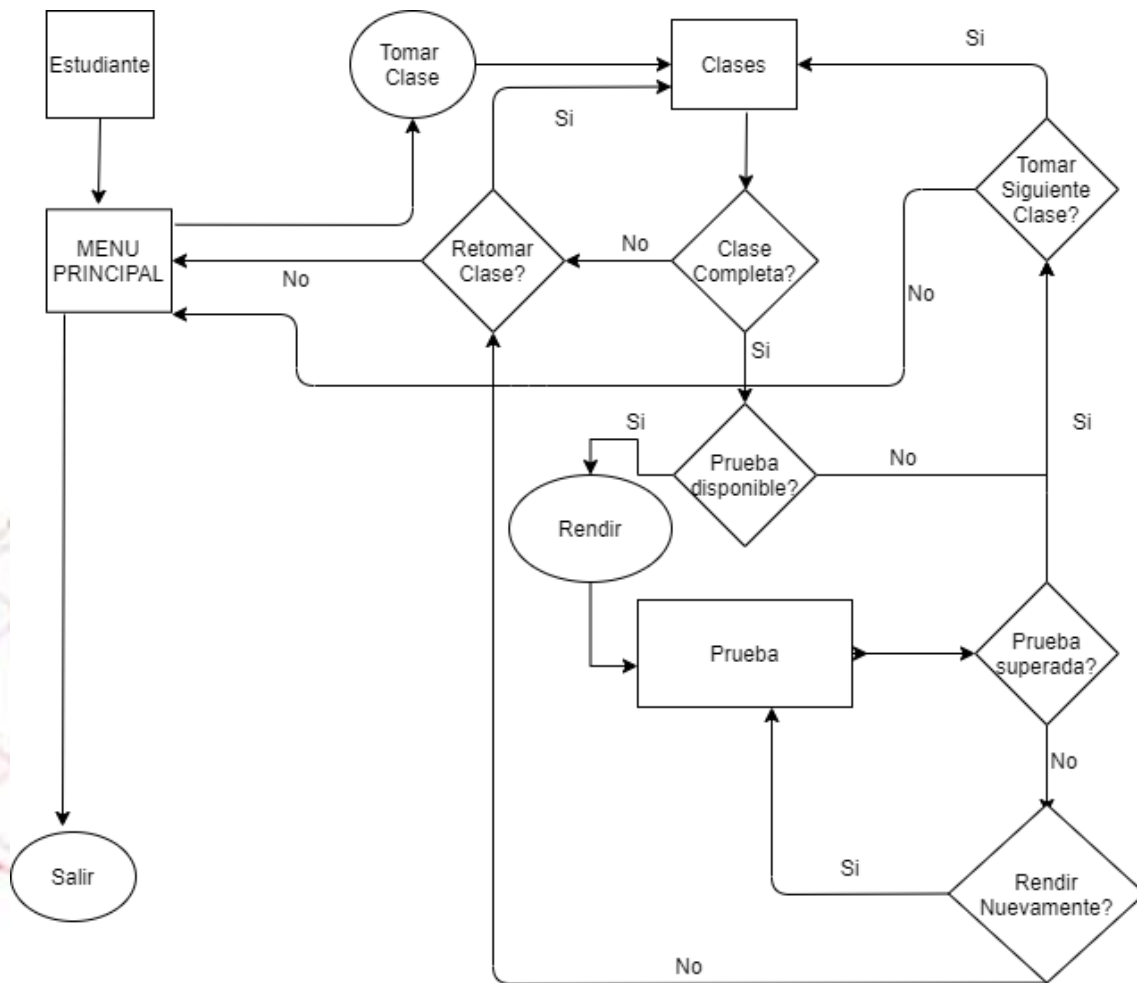 Estudiante
Tomar
Clase
Clases
Si
Si
Tomar
Siguiente
Clase?
MENU
PRINCIPAL
No
Retomar
Clase?
No
Clase
Completa?
No
Si
Si
Prueba
disponible?
No
Si
Rendir
Prueba
Prueba
superada?
No
Salir
Si
Rendir
Nuevamente?
No